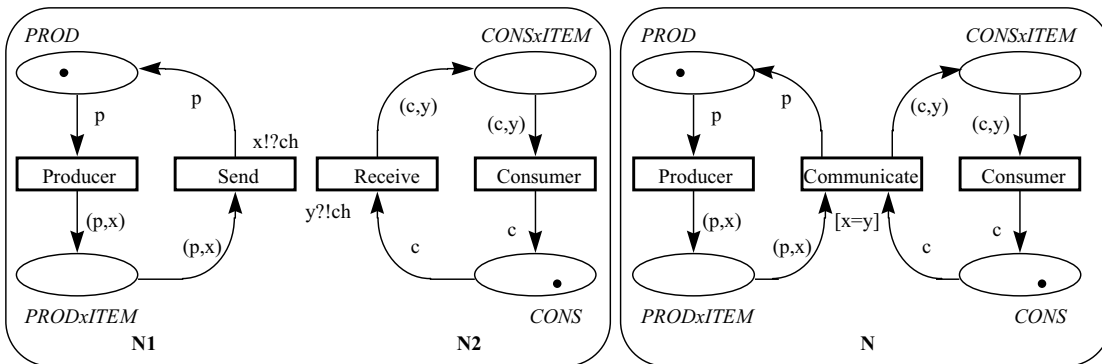 PROD
CONSxITEM
p
p
(c,y)
(c,y)
x!?ch
Producer
Send
Receive
Consumer
y?!ch
(p,x)
(p,x)
c
c
PRODxITEM
CONS
N1
N2
PROD
CONSxITEM
p
p
(c,y)
(c,y)
Producer
Communicate
Consumer
(p,x)
[x=y]
(p,x)
c
c
PRODxITEM
CONS
N